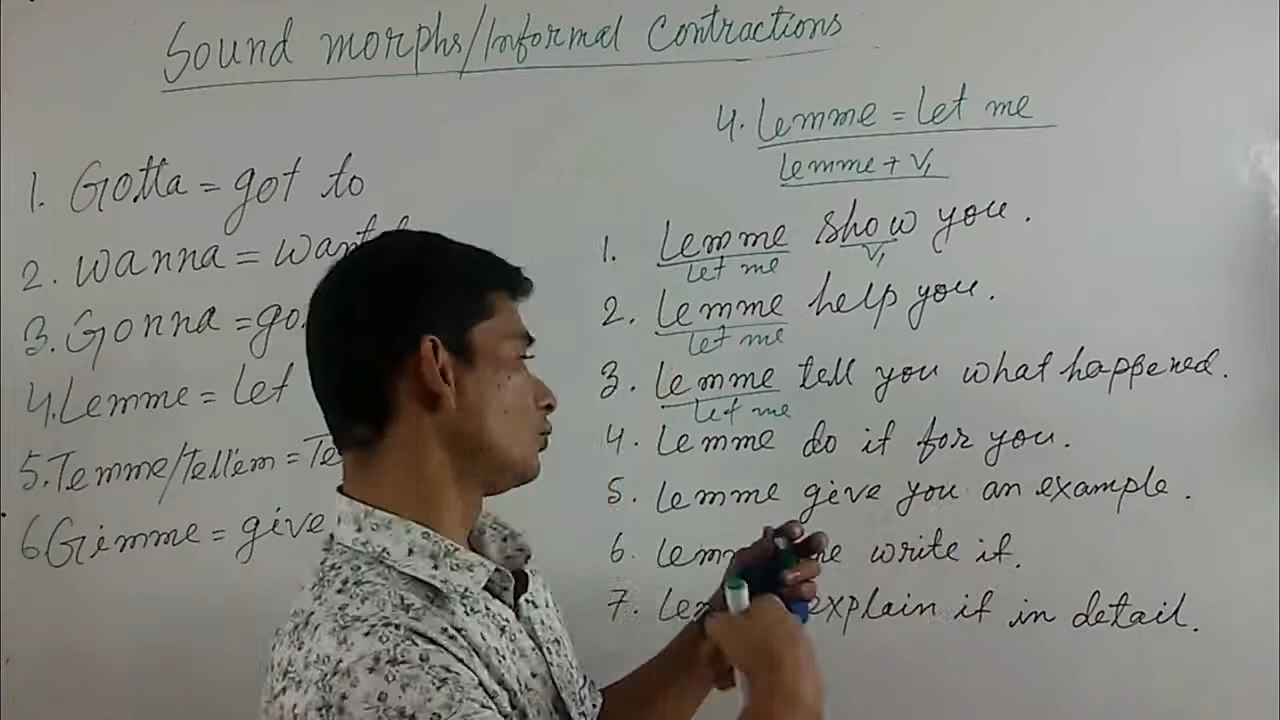 Sound morphs/Informal Contractions
1. Gotta = got to
2. wanna = want
3. Gonna = go
4. Lemme = let
5. Temme/tellem = Te
6 Gimme = give
4. Lemme = let me
Lemme + V₁
1. Lemme show you.
let me V₁
2. Lemme help you.
let me
3. Lemme tell you what happened.
let me
4. Lemme do it for you.
5. Lemme give you an example.
6. write it.
7. explain it in detail.